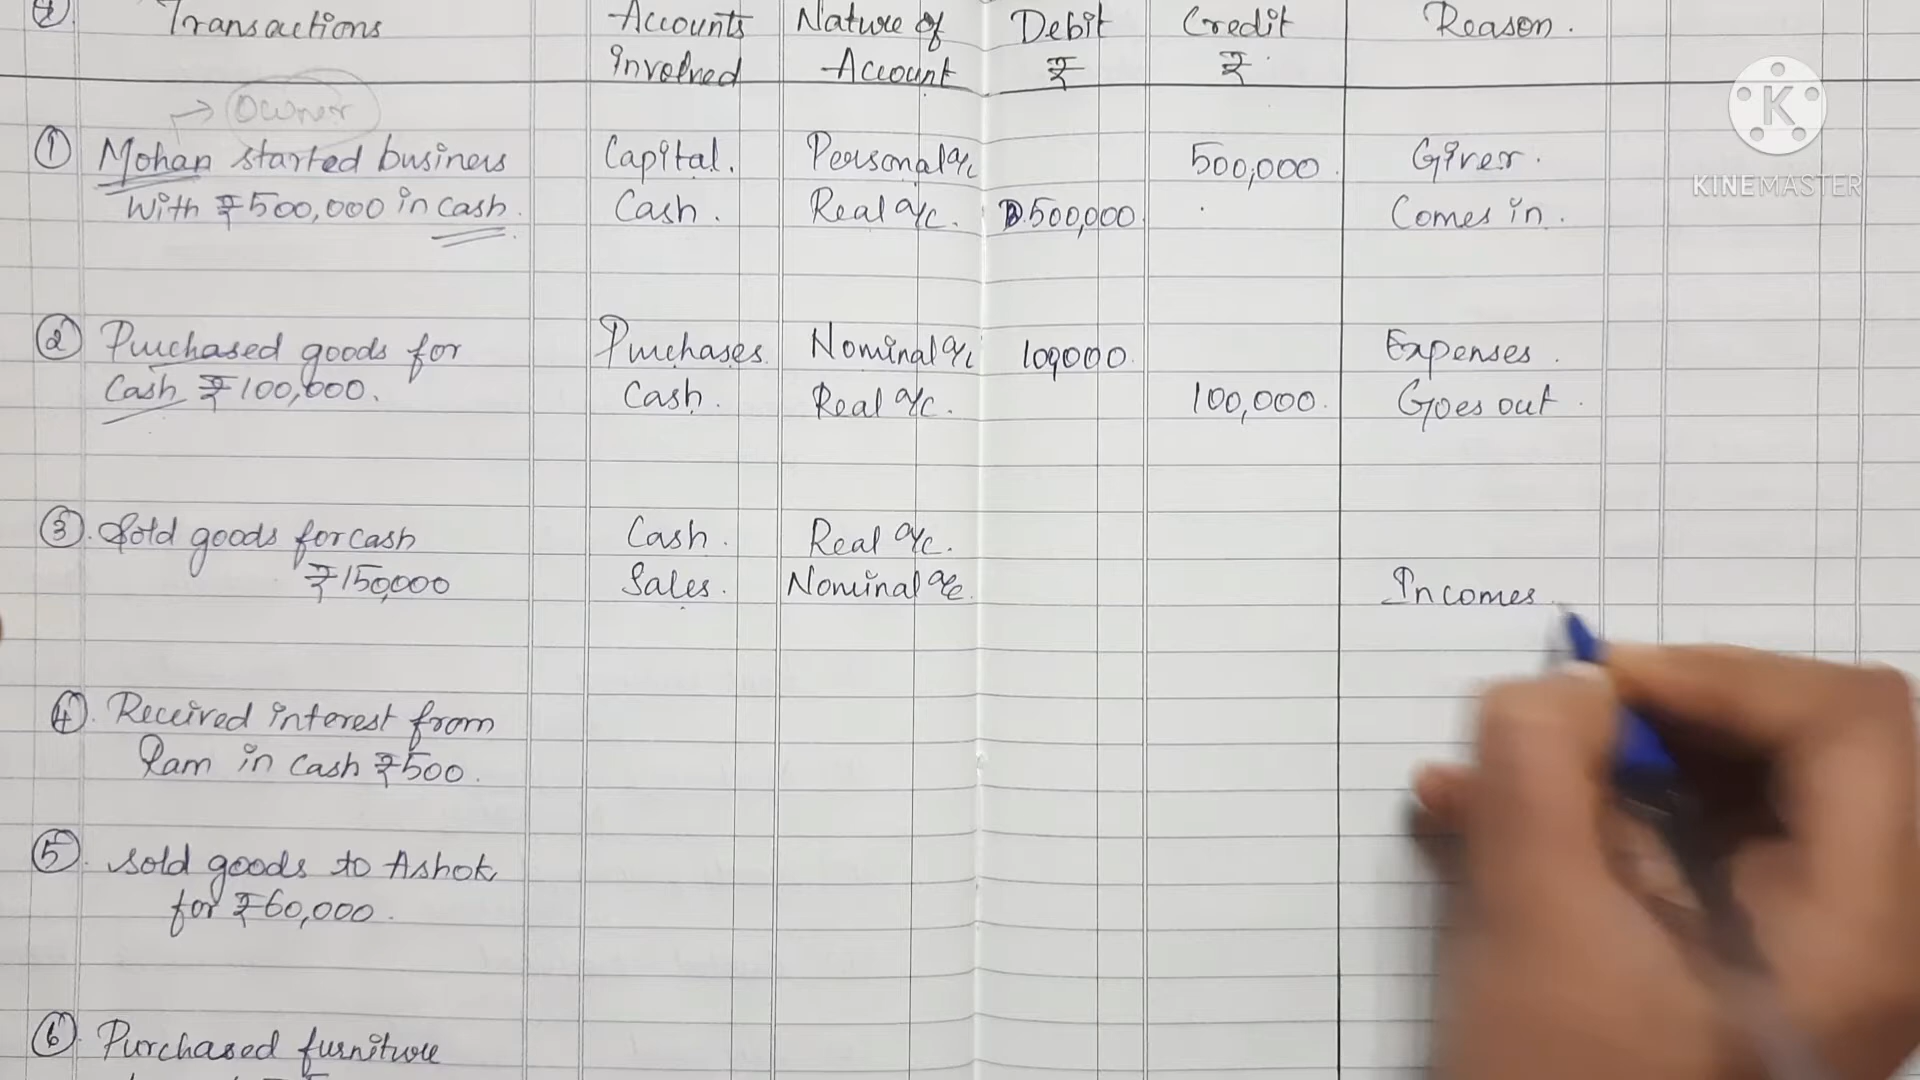 Transactions Accounts Nature of Debit Credit Reason.
involved Account ₹ ₹
→ Owner
① Mohan started business Capital. Personal a/c 500,000. Giver.
With ₹500,000 in cash. Cash. Real a/c. 500,000 Comes in.
② Purchased goods for Purchases. Nominal a/c 100,000. Expenses.
Cash ₹100,000. Cash. Real a/c. 100,000. Goes out.
③. Sold goods for cash Cash. Real a/c.
₹150,000 Sales. Nominal a/c. Incomes.
④. Received interest from
Ram in cash ₹500.
⑤. Sold goods to Ashok
for ₹60,000.
⑥. Purchased furniture
K
KINEMASTER